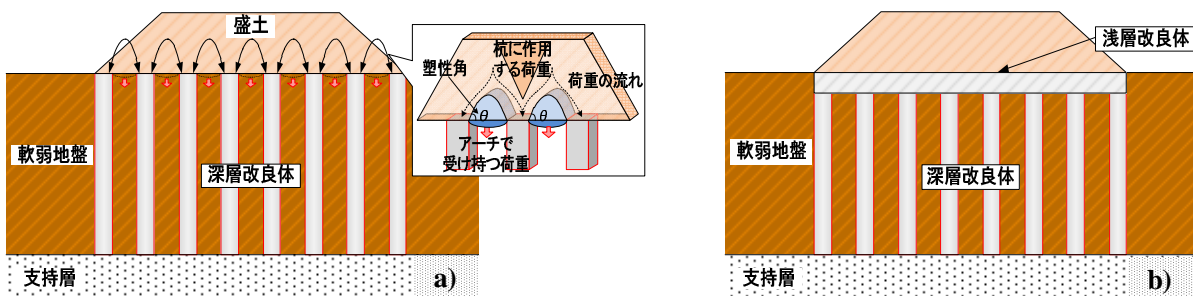 盛土
杭に作用
する荷重
塑性角
荷重の流れ
θ
θ
アーチで
受け持つ荷重
軟弱地盤
深層改良体
支持層
a)
浅層改良体
軟弱地盤
深層改良体
支持層
b)